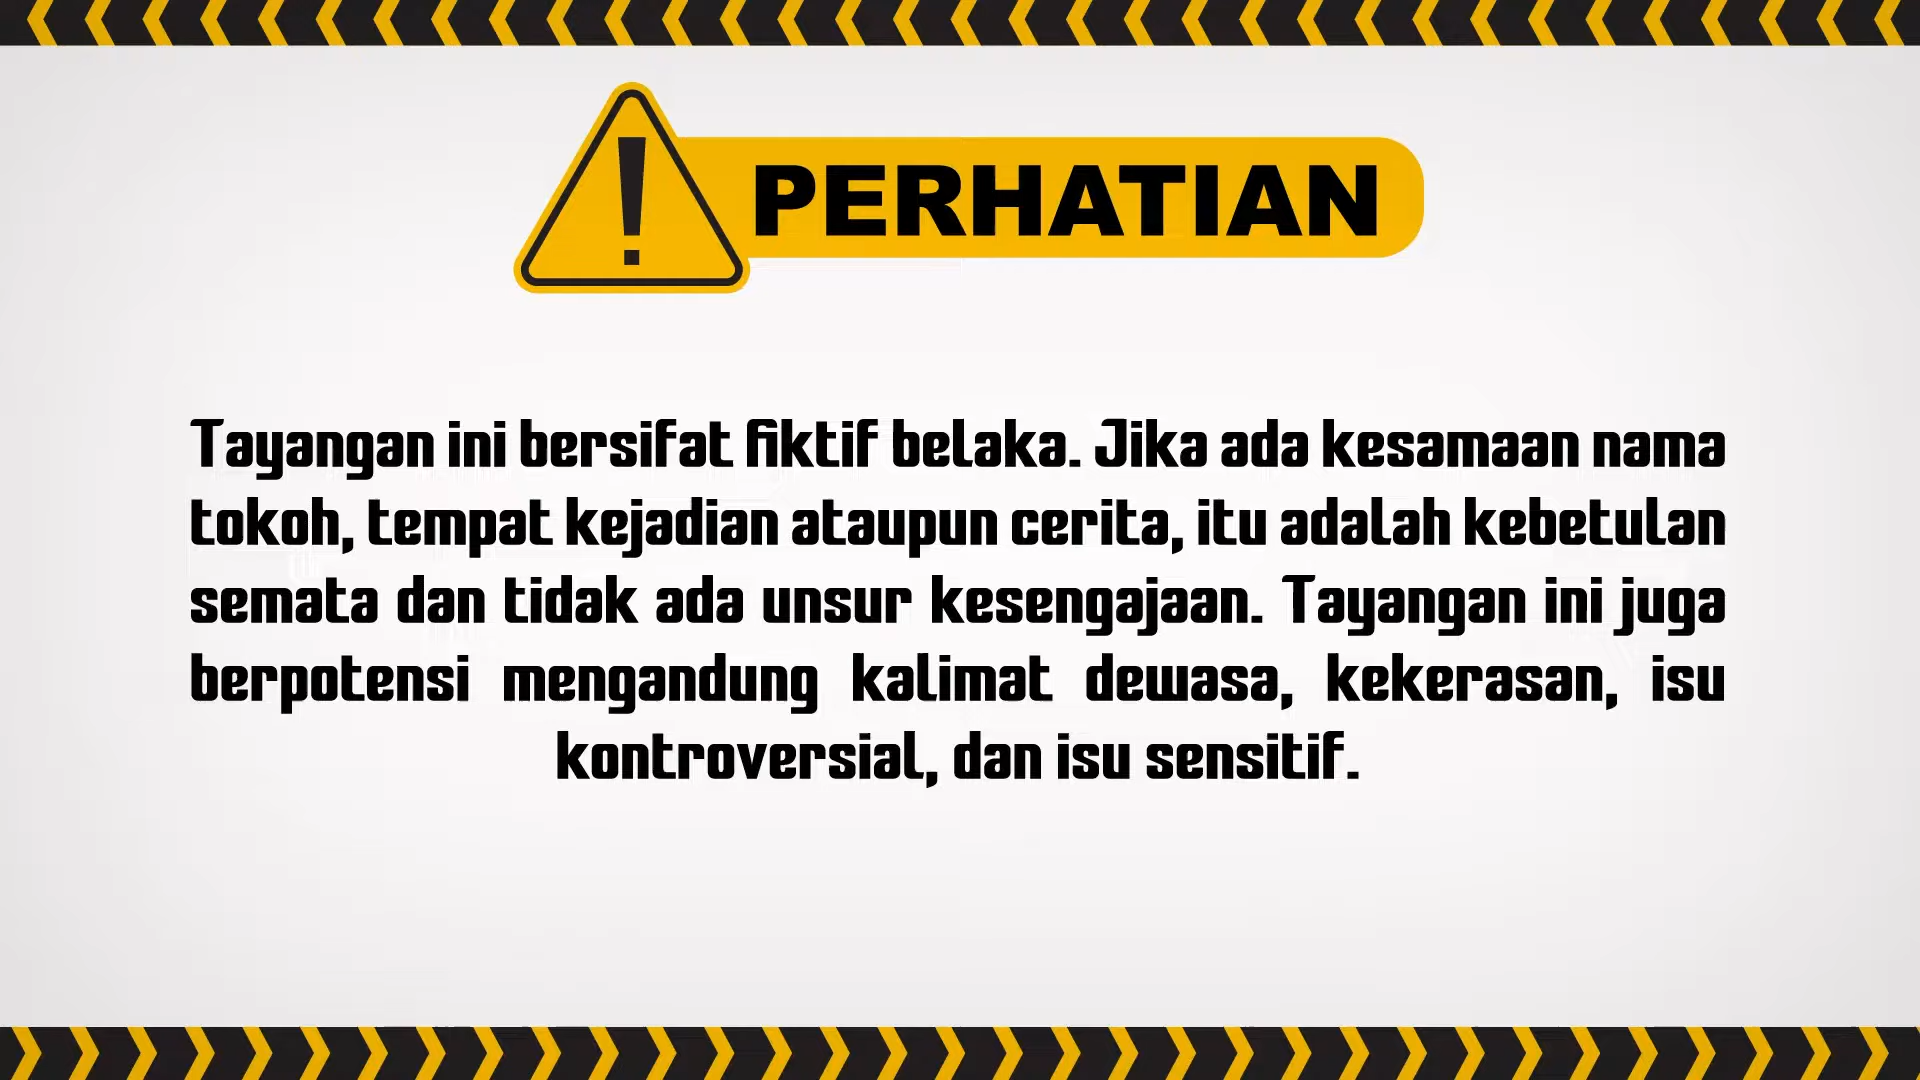 PERHATIAN
Tayangan ini bersifat fiktif belaka. Jika ada kesamaan nama
tokoh, tempat kejadian ataupun cerita, itu adalah kebetulan
semata dan tidak ada unsur kesengajaan. Tayangan ini juga
berpotensi mengandung kalimat dewasa, kekerasan, isu
kontroversial, dan isu sensitif.